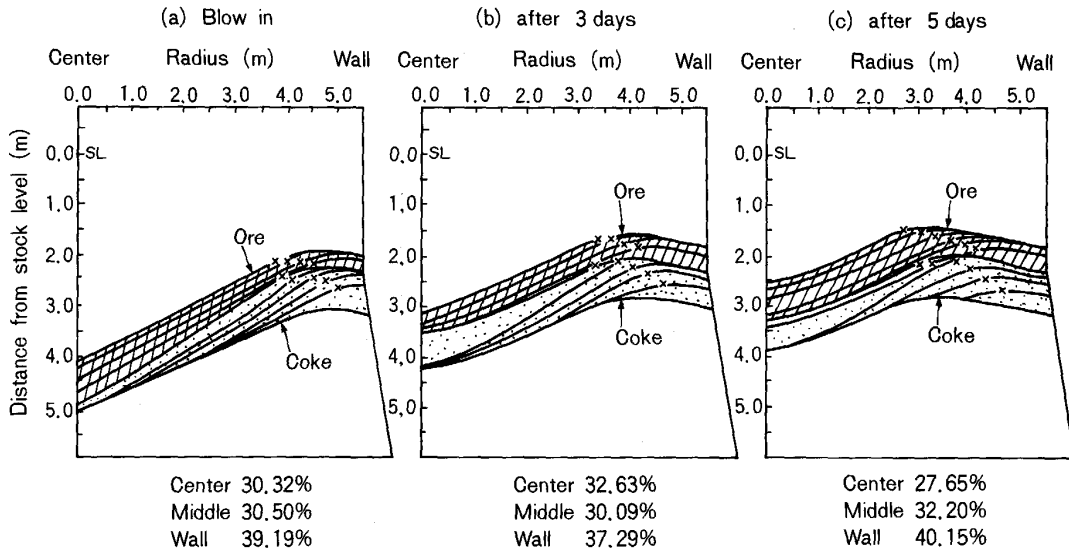 (a) Blow in
(b) after 3 days
(c) after 5 days
Center Radius (m) Wall
Center Radius (m) Wall
Center Radius (m) Wall
0.0 1.0 2.0 3.0 4.0 5.0
0.0 1.0 2.0 3.0 4.0 5.0
0.0 1.0 2.0 3.0 4.0 5.0
Distance from stock level (m)
0.0 SL
1.0
2.0
3.0
4.0
5.0
Ore
Coke
0.0 SL
1.0
2.0
3.0
4.0
5.0
Ore
Coke
0.0 SL
1.0
2.0
3.0
4.0
5.0
Ore
Coke
Center 30.32%
Middle 30.50%
Wall 39.19%
Center 32.63%
Middle 30.09%
Wall 37.29%
Center 27.65%
Middle 32.20%
Wall 40.15%